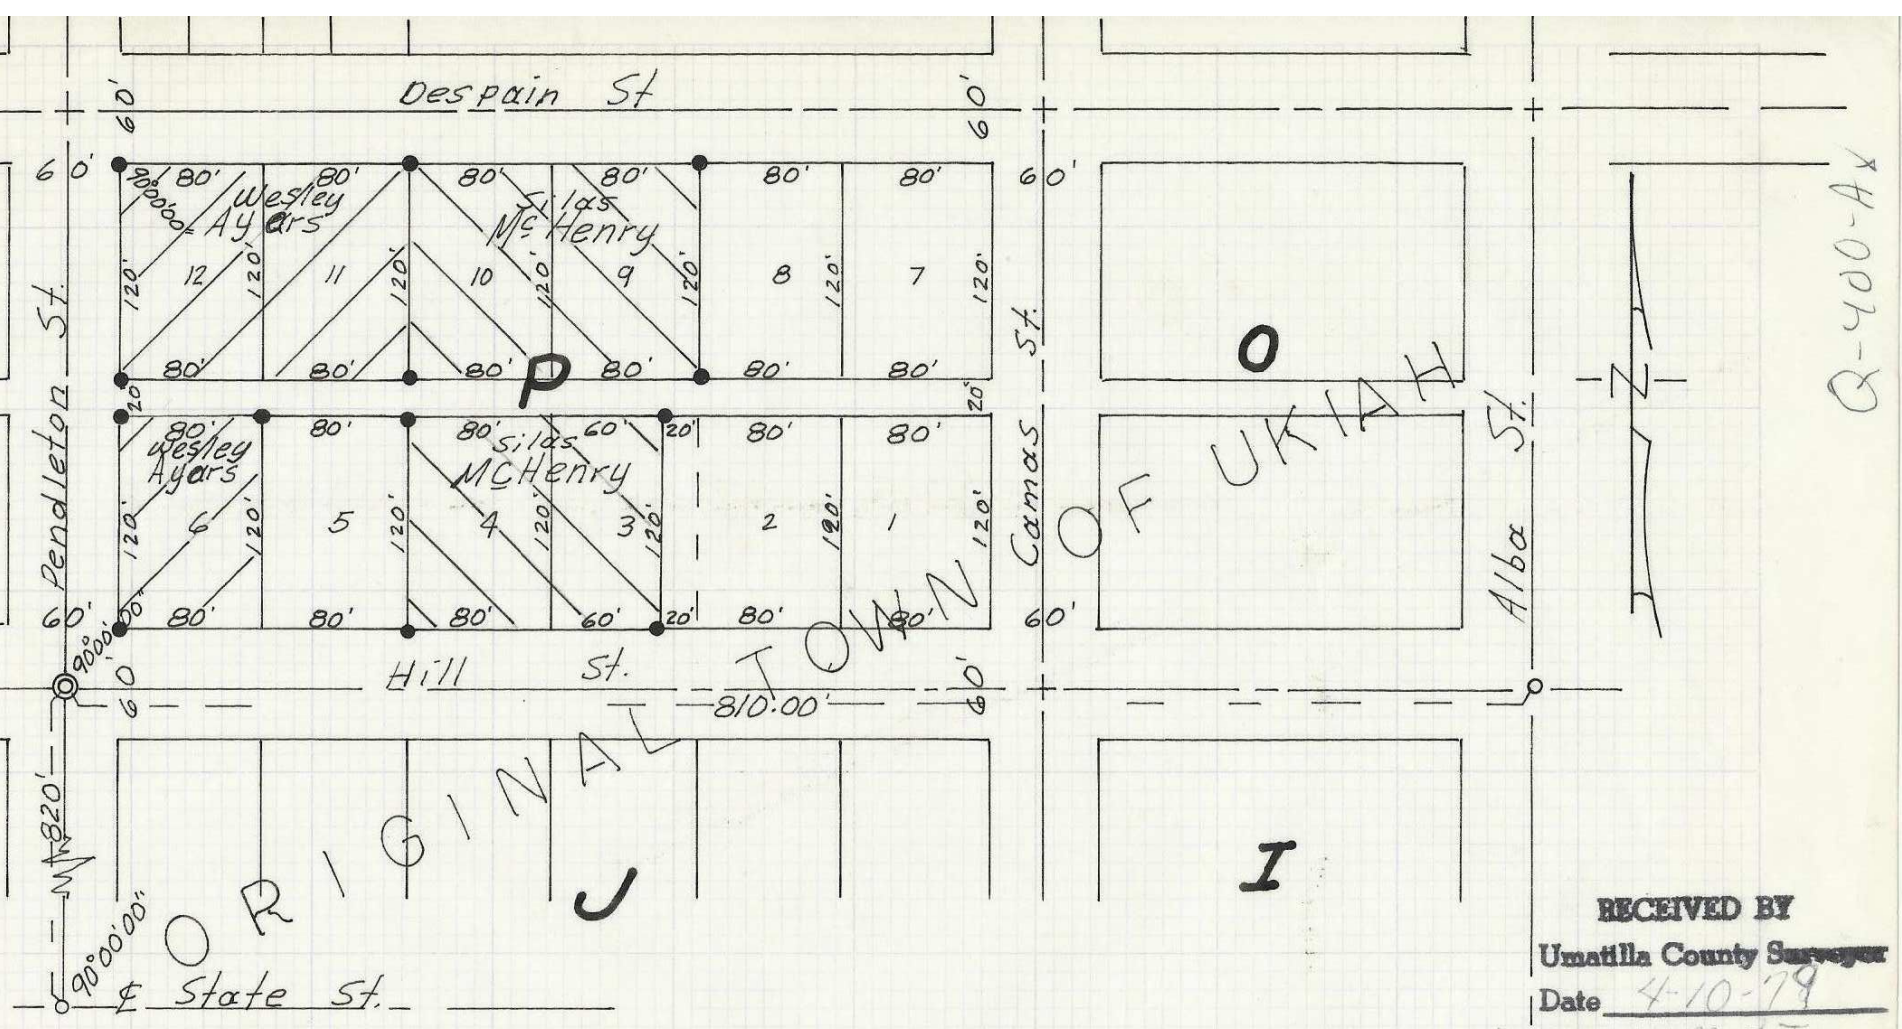 Despain St
60'
60'
60'
60'
80'
80'
80'
80'
80'
80'
90°00'00"
Wesley
Ayars
Silas
McHenry
120'
12
120'
11
120'
10
120'
9
120'
8
120'
7
120'
80'
80'
80'
80'
80'
80'
P
O
20'
20'
80'
80'
80'
60'
20'
80'
80'
Wesley
Ayars
Silas
McHenry
120'
6
120'
5
120'
4
120'
3
120'
2
120'
1
120'
80'
80'
80'
60'
20'
80'
80'
60'
60'
90°00'00"
Pendleton St.
Camas St.
Alba St.
N
Q-400-Ax
Hill St.
60'
60'
810.00'
820'
ORIGINAL TOWN OF UKIAH
J
I
90°00'00"
℄ State St.
RECEIVED BY
Umatilla County Surveyor
Date 4-10-79